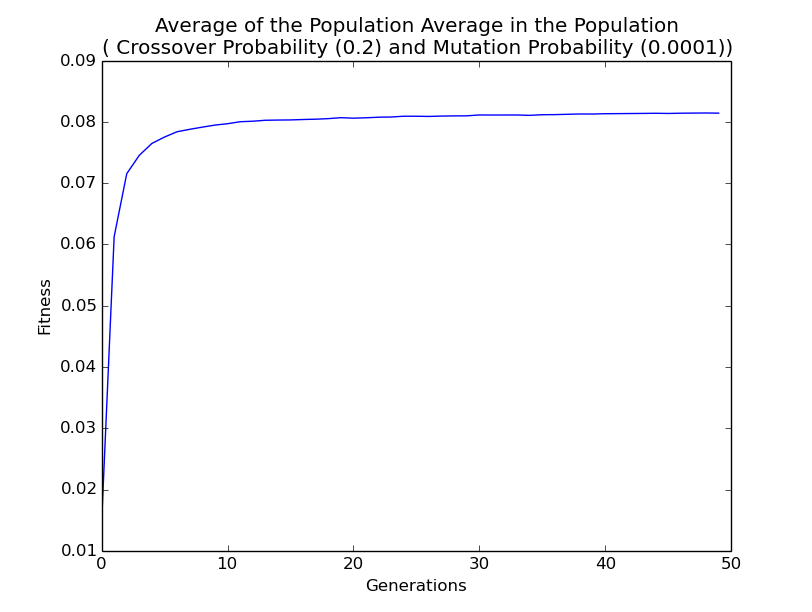 Average of the Population Average in the Population
( Crossover Probability (0.2) and Mutation Probability (0.0001))
0.09
0.08
0.07
0.06
0.05
0.04
0.03
0.02
0.01
Fitness
0 10 20 30 40 50
Generations